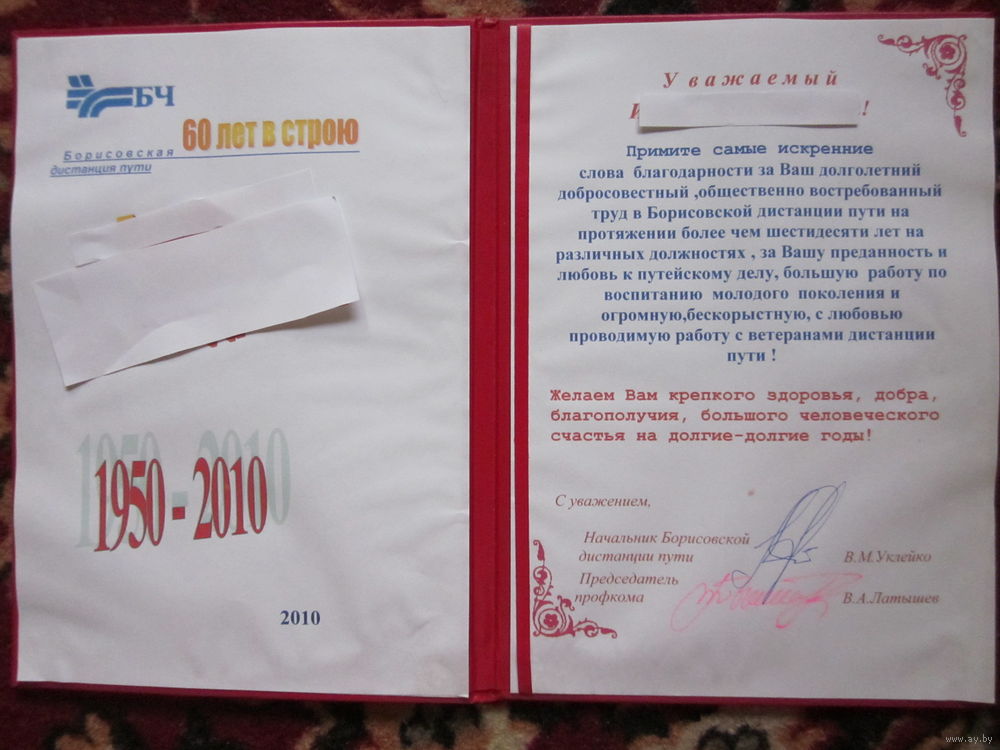 БЧ
60 лет в строю
Борисовская
дистанция пути
1950 - 2010
2010
Уважаемый
!
Примите самые искренние
слова благодарности за Ваш долголетний
добросовестный ,общественно востребованный
труд в Борисовской дистанции пути на
протяжении более чем шестидесяти лет на
различных должностях , за Вашу преданность и
любовь к путейскому делу, большую работу по
воспитанию молодого поколения и
огромную,бескорыстную, с любовью
проводимую работу с ветеранами дистанции
пути !
Желаем Вам крепкого здоровья, добра,
благополучия, большого человеческого
счастья на долгие-долгие годы!
С уважением,
Начальник Борисовской
дистанции пути В.М.Уклейко
Председатель
профкома В.А.Латышев
www.ay.by